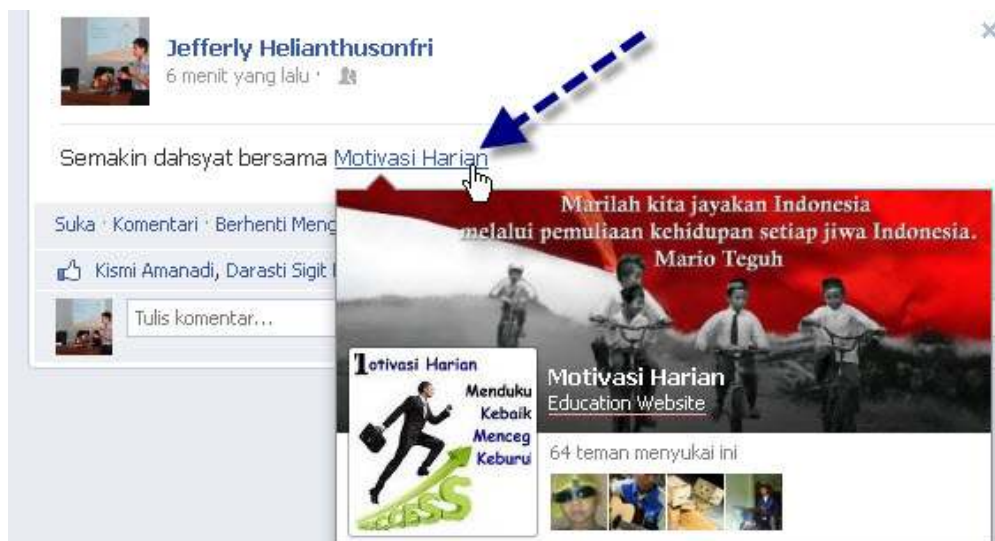 Jefferly Helianthusonfri
6 menit yang lalu ·
Semakin dahsyat bersama Motivasi Harian
Suka · Komentari · Berhenti Meng
Kismi Amanadi, Darasti Sigit
Tulis komentar...
Marilah kita jayakan Indonesia
melalui pemuliaan kehidupan setiap jiwa Indonesia.
Mario Teguh
Motivasi Harian
Menduku
Kebaik
Menceg
Keburu
SUCCESS
Motivasi Harian
Education Website
64 teman menyukai ini